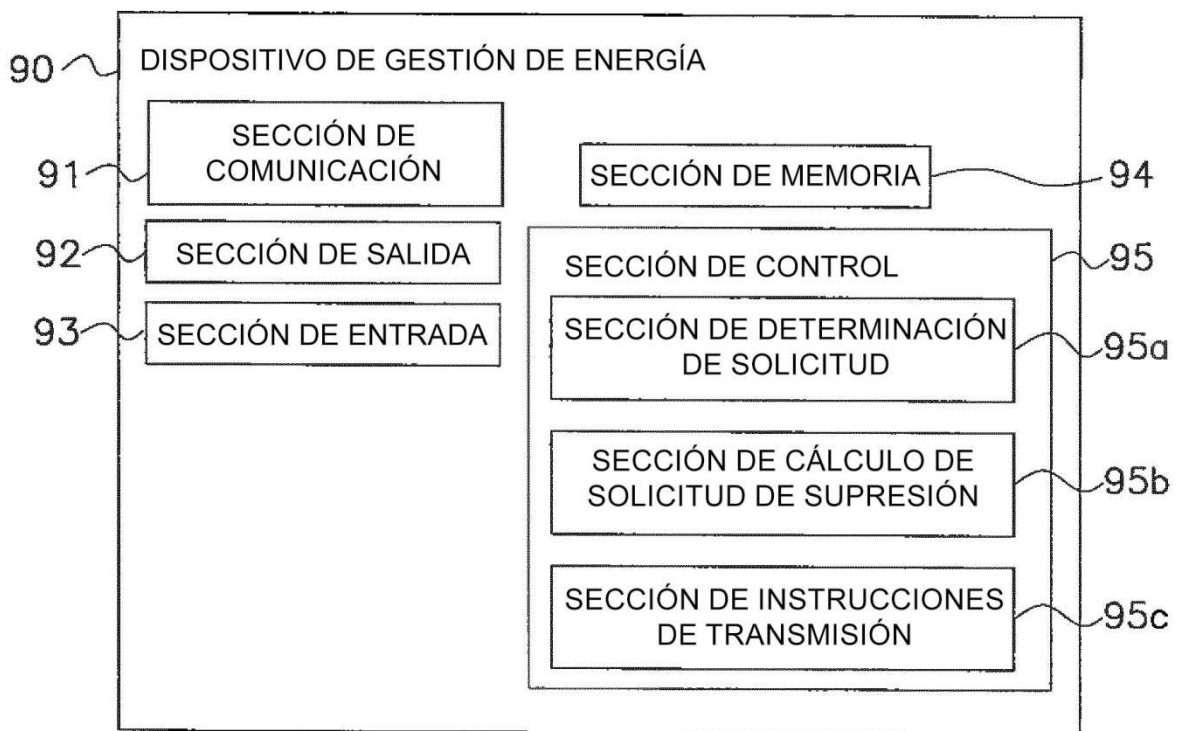 90
DISPOSITIVO DE GESTIÓN DE ENERGÍA
91
SECCIÓN DE
COMUNICACIÓN
92
SECCIÓN DE SALIDA
93
SECCIÓN DE ENTRADA
SECCIÓN DE MEMORIA
94
SECCIÓN DE CONTROL
95
SECCIÓN DE DETERMINACIÓN
DE SOLICITUD
95a
SECCIÓN DE CÁLCULO DE
SOLICITUD DE SUPRESIÓN
95b
SECCIÓN DE INSTRUCCIONES
DE TRANSMISIÓN
95c